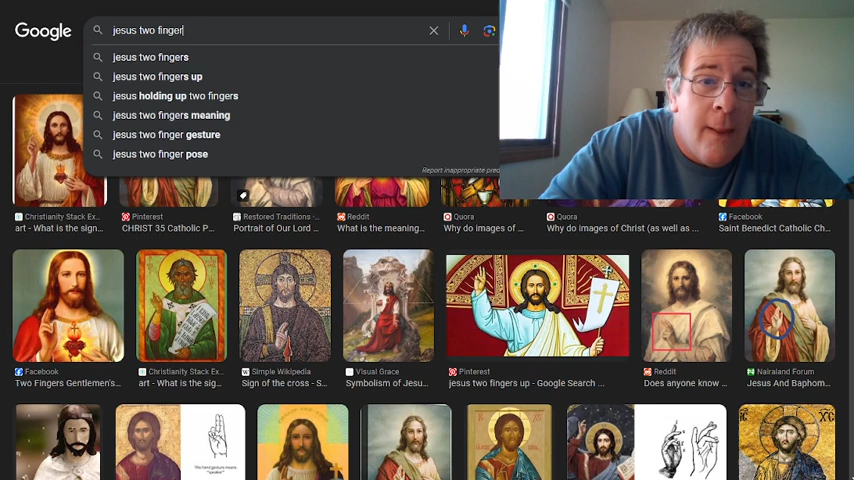 Google
jesus two finger
jesus two fingers
jesus two fingers up
jesus holding up two fingers
jesus two fingers meaning
jesus two finger gesture
jesus two finger pose
Report inappropriate pred
Christianity Stack Ex...
art - What is the sign...
Pinterest
CHRIST 35 Catholic P...
Restored Traditions -...
Portrait of Our Lord ...
Reddit
What is the meaning...
Quora
Why do images of ...
Quora
Why do images of Christ (as well as ...
Facebook
Saint Benedict Catholic Ch...
Facebook
Two Fingers Gentlemen's...
Christianity Stack Ex...
art - What is the sig...
Simple Wikipedia
Sign of the cross - S...
Visual Grace
Symbolism of Jesu...
Pinterest
jesus two fingers up - Google Search ...
Reddit
Does anyone know ...
Nairaland Forum
Jesus And Baphom...